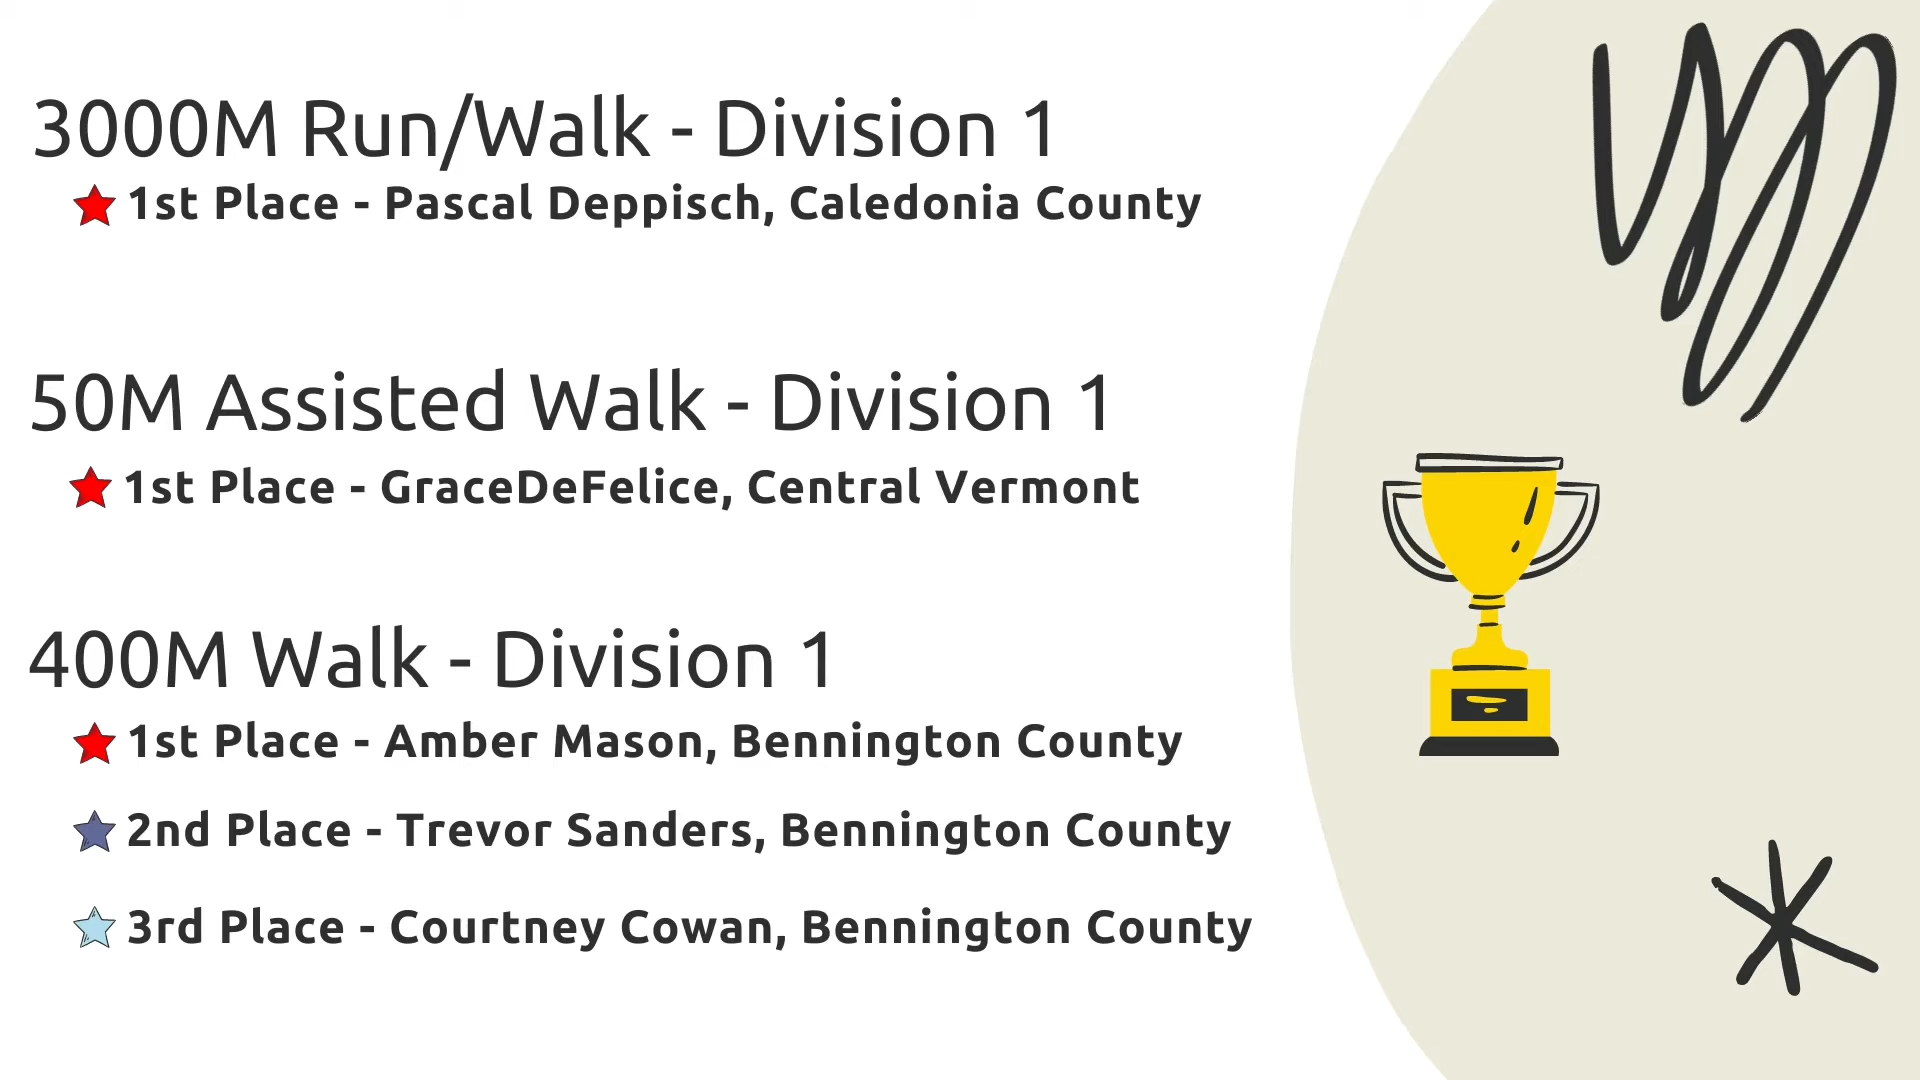 3000M Run/Walk - Division 1
1st Place - Pascal Deppisch, Caledonia County
50M Assisted Walk - Division 1
1st Place - GraceDeFelice, Central Vermont
400M Walk - Division 1
1st Place - Amber Mason, Bennington County
2nd Place - Trevor Sanders, Bennington County
3rd Place - Courtney Cowan, Bennington County